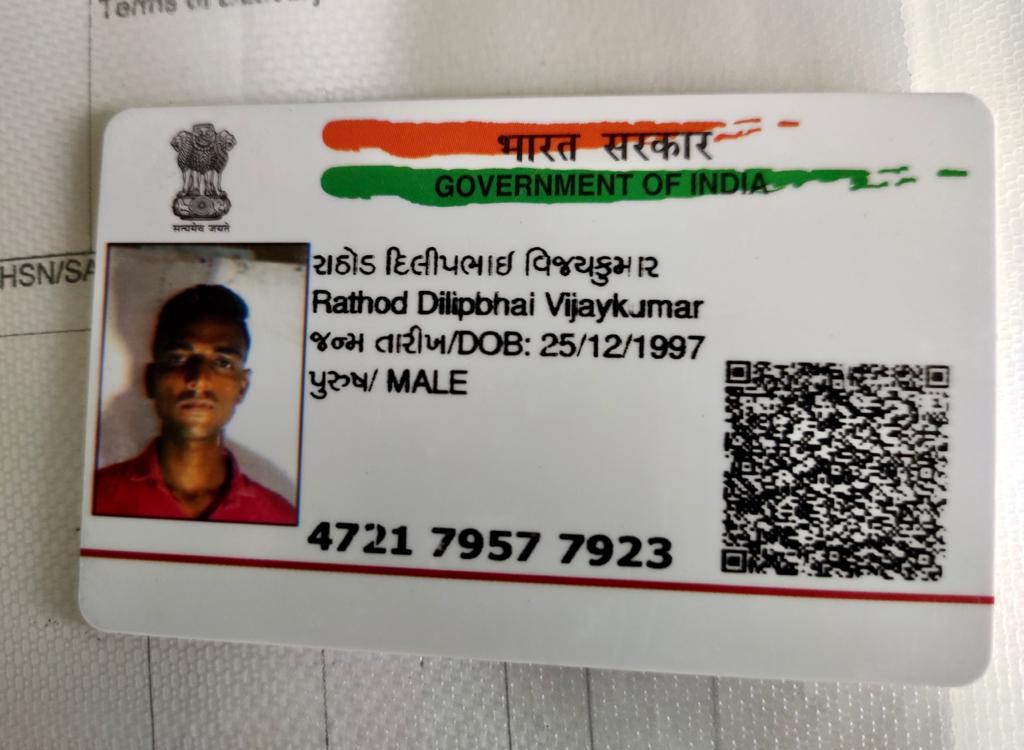 Terms of Delivery
HSN/SA
सत्यमेव जयते
भारत सरकार
GOVERNMENT OF INDIA
રાઠોડ દિલીપભાઈ વિજયકુમાર
Rathod Dilipbhai Vijaykumar
જન્મ તારીખ/DOB: 25/12/1997
પુરુષ/ MALE
4721 7957 7923